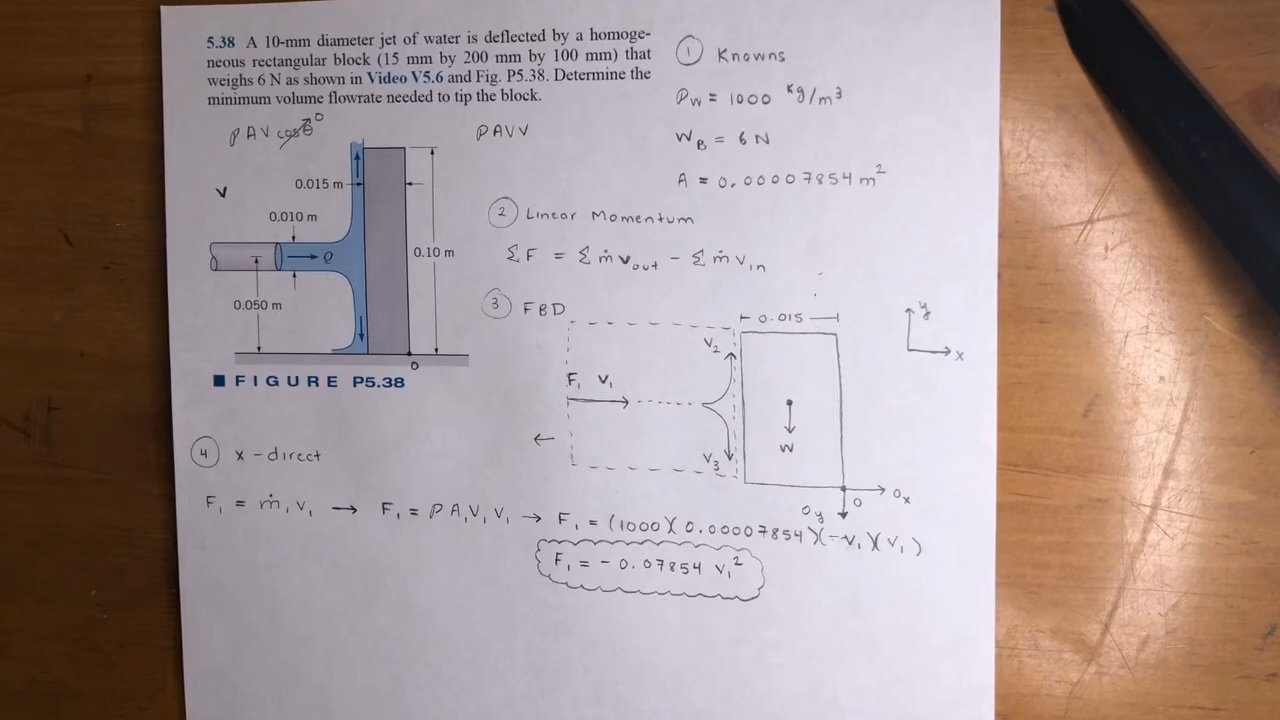 5.38 A 10-mm diameter jet of water is deflected by a homoge-
neous rectangular block (15 mm by 200 mm by 100 mm) that
weighs 6 N as shown in Video V5.6 and Fig. P5.38. Determine the
minimum volume flowrate needed to tip the block.
ρAV cosθ 0
ρAVV
V
0.015 m
0.010 m
Q
0.10 m
0.050 m
O
FIGURE P5.38
① Knowns
ρw = 1000 kg/m³
WB = 6 N
A = 0.00007854 m²
② Linear Momentum
ΣF = Σṁvout - Σṁvin
③ FBD
0.015
y
x
V2
F1 V1
V3
W
Ox
O
Oy
④ x-direct
F1 = ṁ1V1 → F1 = ρA1V1V1 → F1 = (1000)(0.00007854)(-V1)(V1)
F1 = -0.07854 V1²